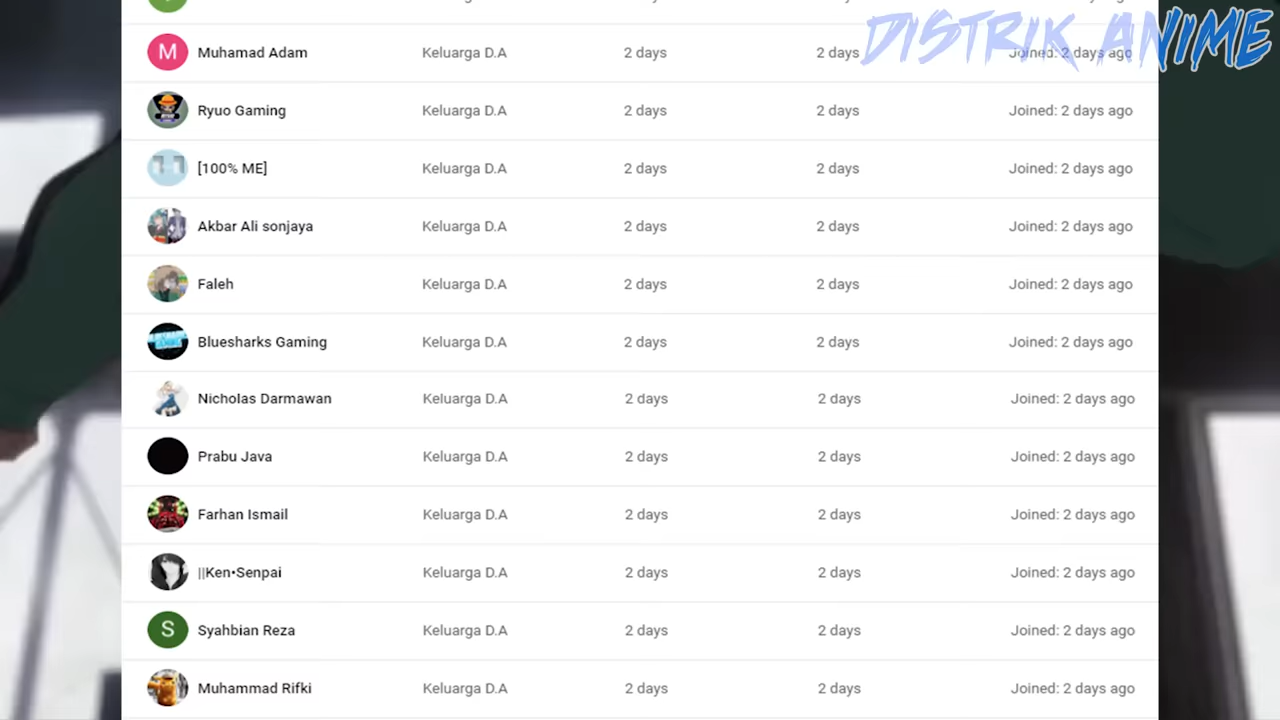 DISTRIK ANIME
M Muhamad Adam Keluarga D.A 2 days 2 days Joined: 2 days ago
Ryuo Gaming Keluarga D.A 2 days 2 days Joined: 2 days ago
[100% ME] Keluarga D.A 2 days 2 days Joined: 2 days ago
Akbar Ali sonjaya Keluarga D.A 2 days 2 days Joined: 2 days ago
Faleh Keluarga D.A 2 days 2 days Joined: 2 days ago
Bluesharks Gaming Keluarga D.A 2 days 2 days Joined: 2 days ago
Nicholas Darmawan Keluarga D.A 2 days 2 days Joined: 2 days ago
Prabu Java Keluarga D.A 2 days 2 days Joined: 2 days ago
Farhan Ismail Keluarga D.A 2 days 2 days Joined: 2 days ago
||Ken•Senpai Keluarga D.A 2 days 2 days Joined: 2 days ago
S Syahbian Reza Keluarga D.A 2 days 2 days Joined: 2 days ago
Muhammad Rifki Keluarga D.A 2 days 2 days Joined: 2 days ago